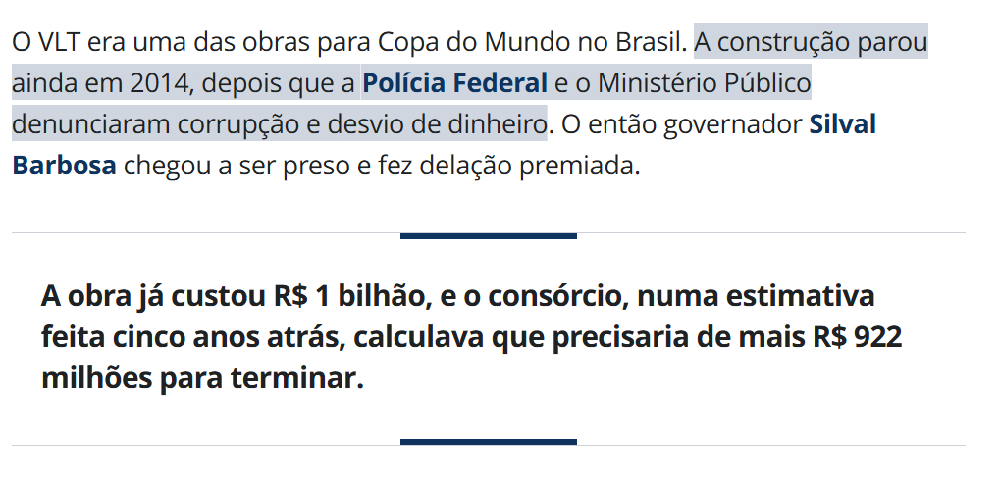 O VLT era uma das obras para Copa do Mundo no Brasil. A construção parou
ainda em 2014, depois que a Polícia Federal e o Ministério Público
denunciaram corrupção e desvio de dinheiro. O então governador Silval
Barbosa chegou a ser preso e fez delação premiada.
A obra já custou R$ 1 bilhão, e o consórcio, numa estimativa
feita cinco anos atrás, calculava que precisaria de mais R$ 922
milhões para terminar.